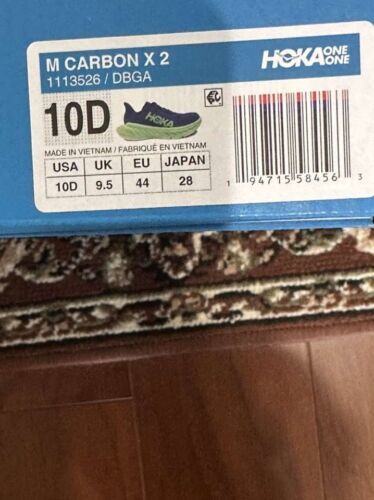 M CARBON X 2
1113526 / DBGA
HOKA ONE ONE
10D
HOKA
MADE IN VIETNAM / FABRIQUÉ EN VIETNAM
USA UK EU JAPAN
10D 9.5 44 28
1 94715 58456 3